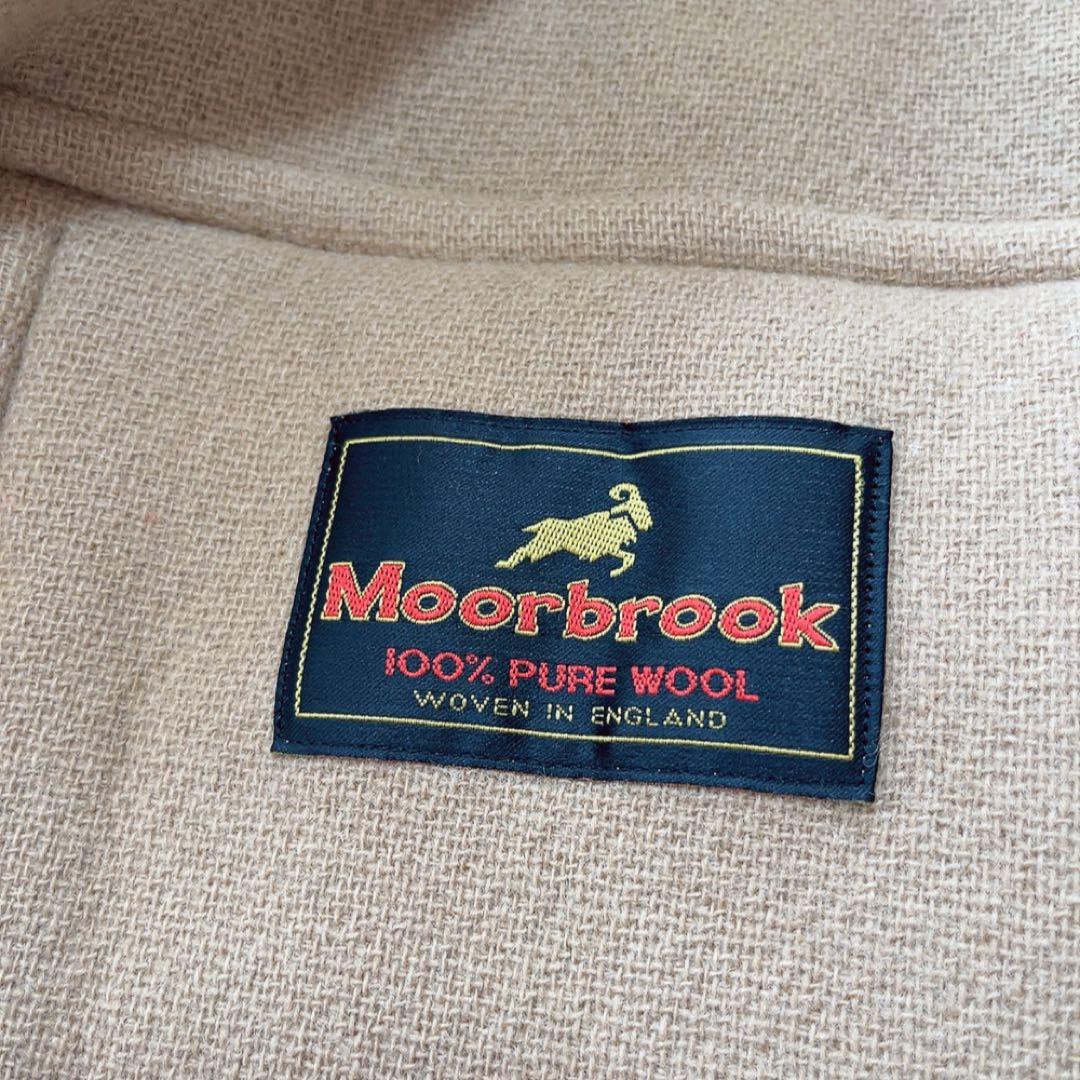 Moorbrook
100% PURE WOOL
WOVEN IN ENGLAND